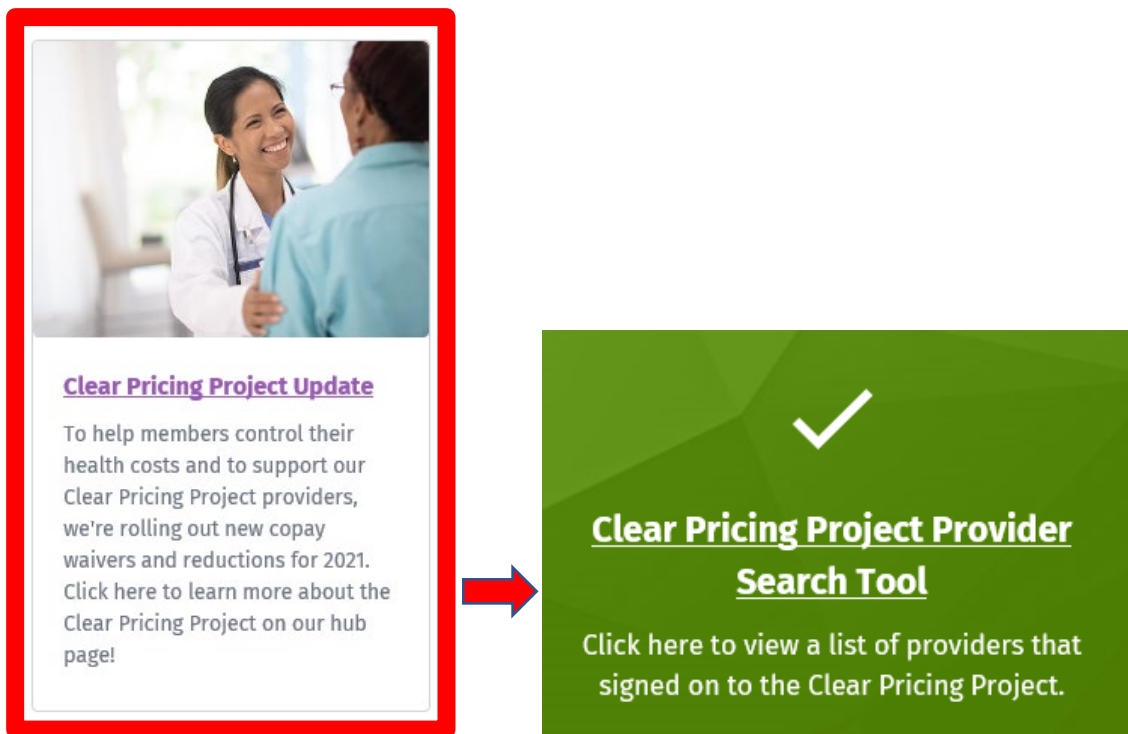 Clear Pricing Project Update
To help members control their
health costs and to support our
Clear Pricing Project providers,
we're rolling out new copay
waivers and reductions for 2021.
Click here to learn more about the
Clear Pricing Project on our hub
page!
Clear Pricing Project Provider
Search Tool
Click here to view a list of providers that
signed on to the Clear Pricing Project.